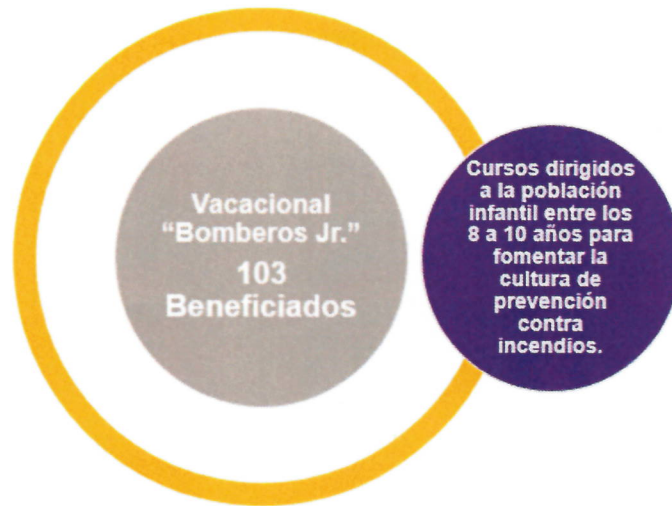 Vacacional
“Bomberos Jr.”
103
Beneficiados
Cursos dirigidos
a la población
infantil entre los
8 a 10 años para
fomentar la
cultura de
prevención
contra
incendios.